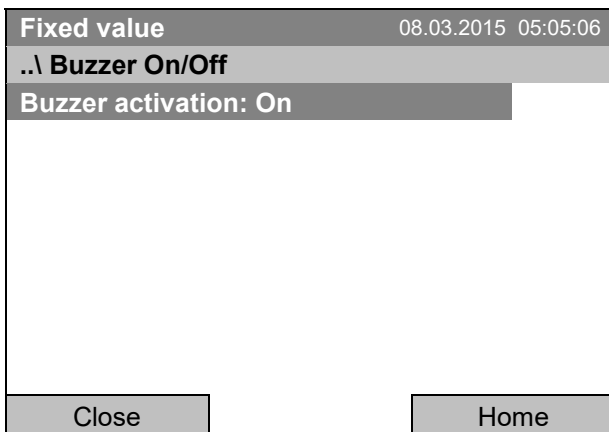 Fixed value 08.03.2015 05:05:06
..\ Buzzer On/Off
Buzzer activation: On
Close Home